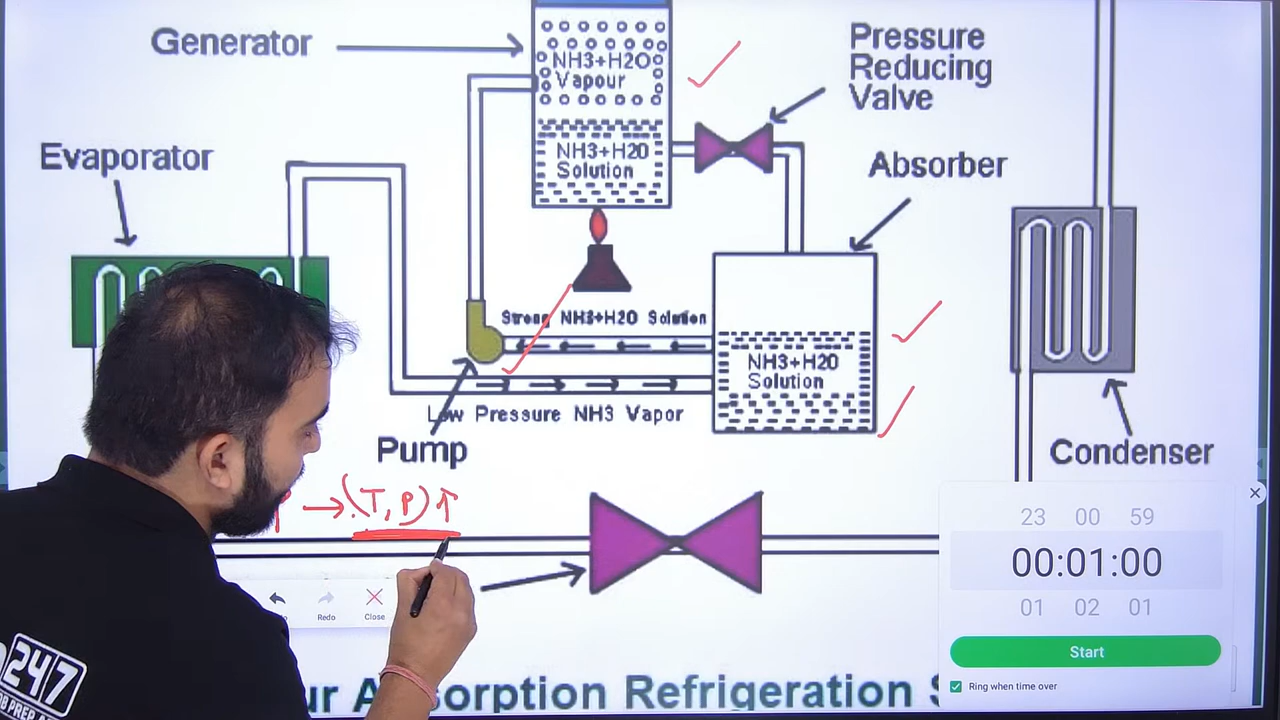 Generator
NH3+H2O
Vapour
Pressure
Reducing
Valve
Evaporator
NH3+H2O
Solution
Absorber
Strong NH3+H2O Solution
NH3+H2O
Solution
Low Pressure NH3 Vapor
Pump
Condenser
→(T, P)↑
23 00 59
00:01:00
01 02 01
Start
Ring when time over
Redo
Close
ur Absorption Refrigeration S
247